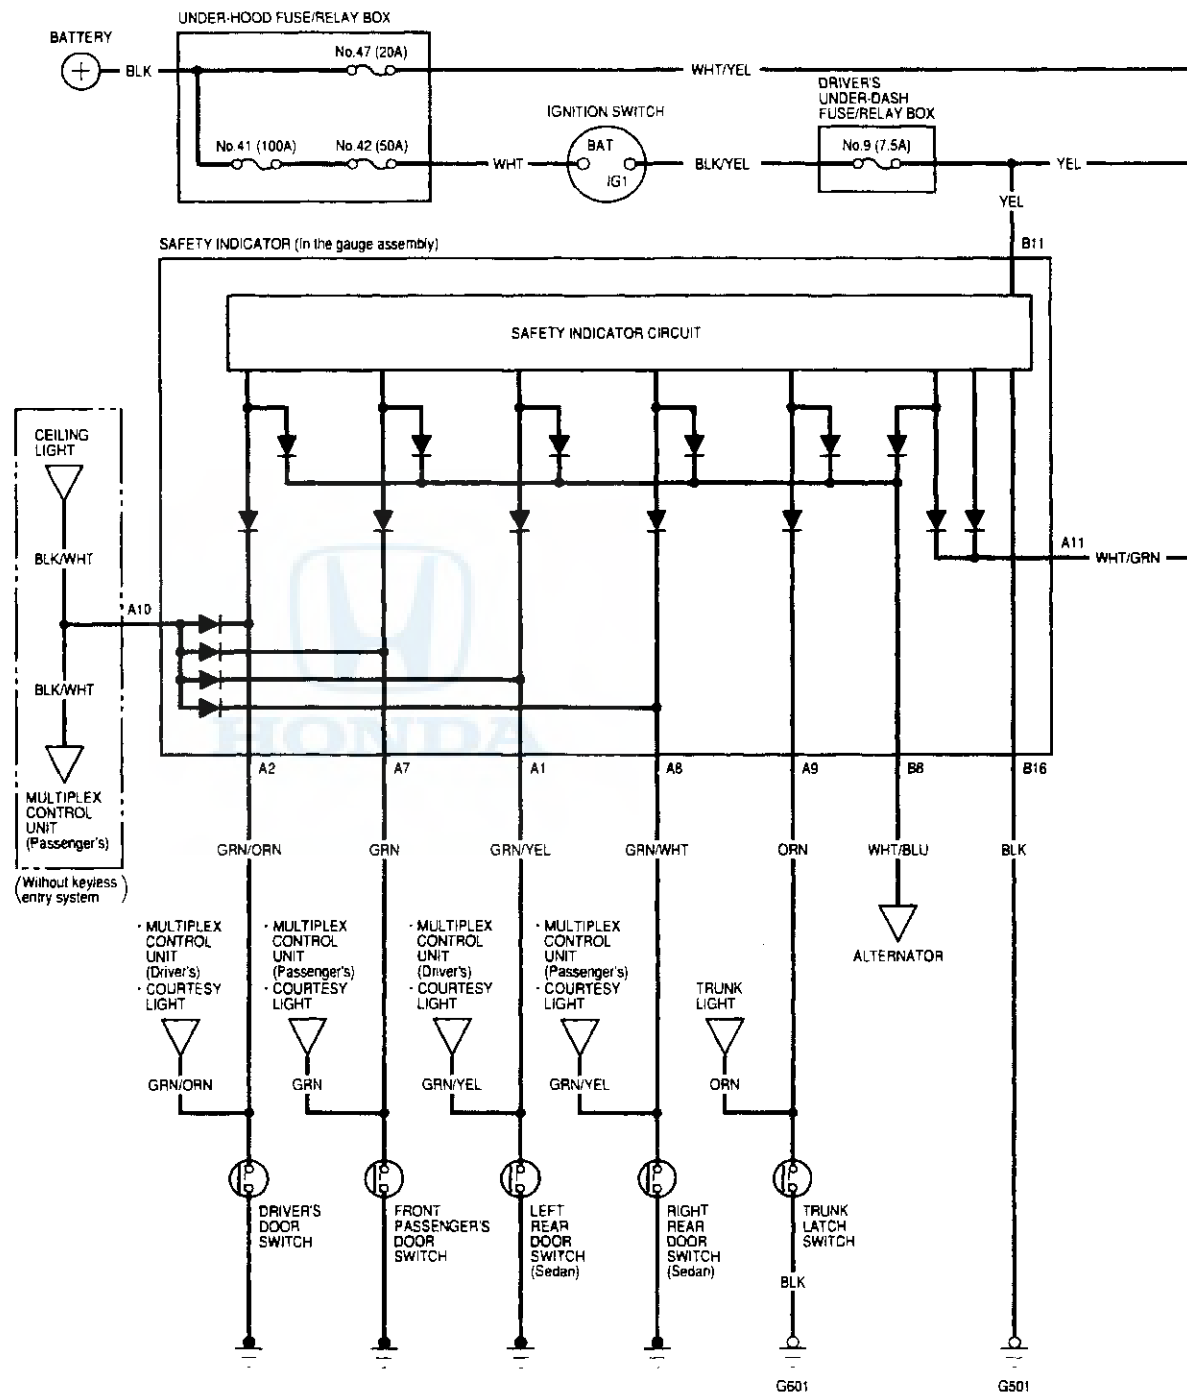 UNDER-HOOD FUSE/RELAY BOX
BATTERY
BLK
No.47 (20A)
WHT/YEL
DRIVER'S
UNDER-DASH
FUSE/RELAY BOX
IGNITION SWITCH
No.41 (100A)
No.42 (50A)
WHT
BAT
IG1
BLK/YEL
No.9 (7.5A)
YEL
YEL
SAFETY INDICATOR (In the gauge assembly)
B11
SAFETY INDICATOR CIRCUIT
CEILING
LIGHT
BLK/WHT
A11
WHT/GRN
A10
BLK/WHT
HONDA
MULTIPLEX
CONTROL
UNIT
(Passenger's)
(Without keyless
entry system)
A2
A7
A1
A8
A9
B8
B16
GRN/ORN
GRN
GRN/YEL
GRN/WHT
ORN
WHT/BLU
BLK
· MULTIPLEX
CONTROL
UNIT
(Driver's)
· COURTESY
LIGHT
· MULTIPLEX
CONTROL
UNIT
(Passenger's)
· COURTESY
LIGHT
· MULTIPLEX
CONTROL
UNIT
(Driver's)
· COURTESY
LIGHT
· MULTIPLEX
CONTROL
UNIT
(Passenger's)
· COURTESY
LIGHT
TRUNK
LIGHT
ALTERNATOR
GRN/ORN
GRN
GRN/YEL
GRN/YEL
ORN
DRIVER'S
DOOR
SWITCH
FRONT
PASSENGER'S
DOOR
SWITCH
LEFT
REAR
DOOR
SWITCH
(Sedan)
RIGHT
REAR
DOOR
SWITCH
(Sedan)
TRUNK
LATCH
SWITCH
BLK
G601
G501